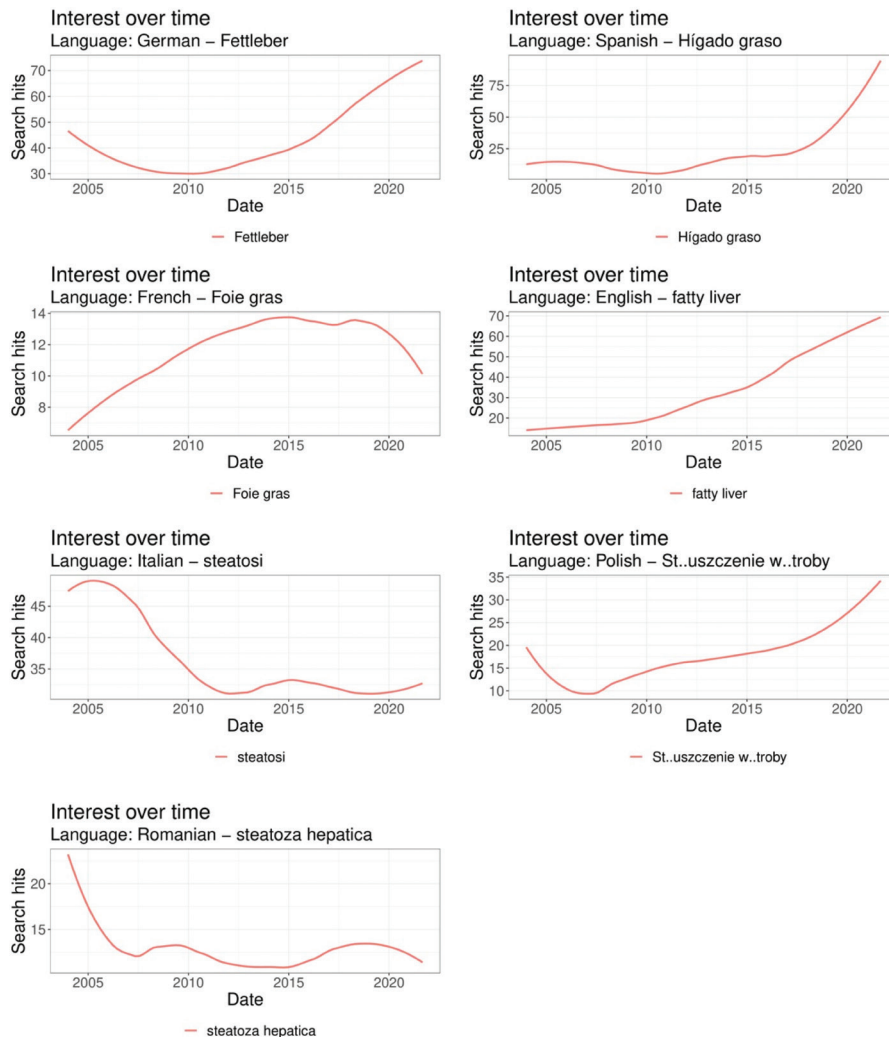 Interest over time
Language: German – Fettleber
Search hits
70
60
50
40
30
2005 2010 2015 2020
Date
Fettleber
Interest over time
Language: Spanish – Hígado graso
Search hits
75
50
25
2005 2010 2015 2020
Date
Hígado graso
Interest over time
Language: French – Foie gras
Search hits
14
12
10
8
2005 2010 2015 2020
Date
Foie gras
Interest over time
Language: English – fatty liver
Search hits
70
60
50
40
30
20
2005 2010 2015 2020
Date
fatty liver
Interest over time
Language: Italian – steatosi
Search hits
45
40
35
2005 2010 2015 2020
Date
steatosi
Interest over time
Language: Polish – St..uszczenie w..troby
Search hits
35
30
25
20
15
10
2005 2010 2015 2020
Date
St..uszczenie w..troby
Interest over time
Language: Romanian – steatoza hepatica
Search hits
20
15
2005 2010 2015 2020
Date
steatoza hepatica